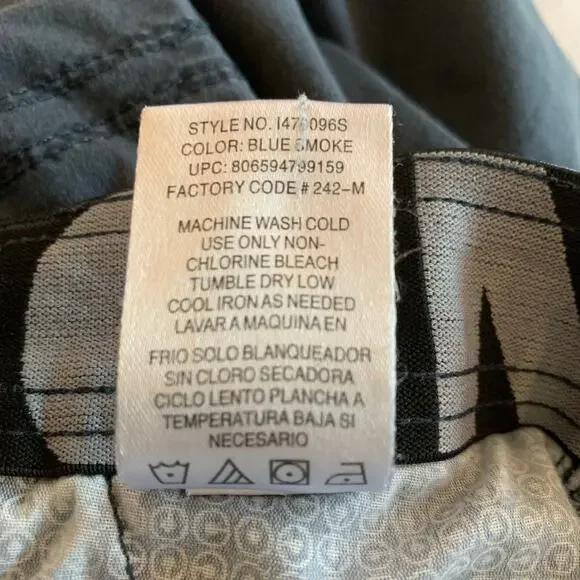 STYLE NO. I479096S
COLOR: BLUE SMOKE
UPC: 806594799159
FACTORY CODE # 242-M
MACHINE WASH COLD
USE ONLY NON-
CHLORINE BLEACH
TUMBLE DRY LOW
COOL IRON AS NEEDED
LAVAR A MAQUINA EN
FRIO SOLO BLANQUEADOR
SIN CLORO SECADORA
CICLO LENTO PLANCHA A
TEMPERATURA BAJA SI
NECESARIO